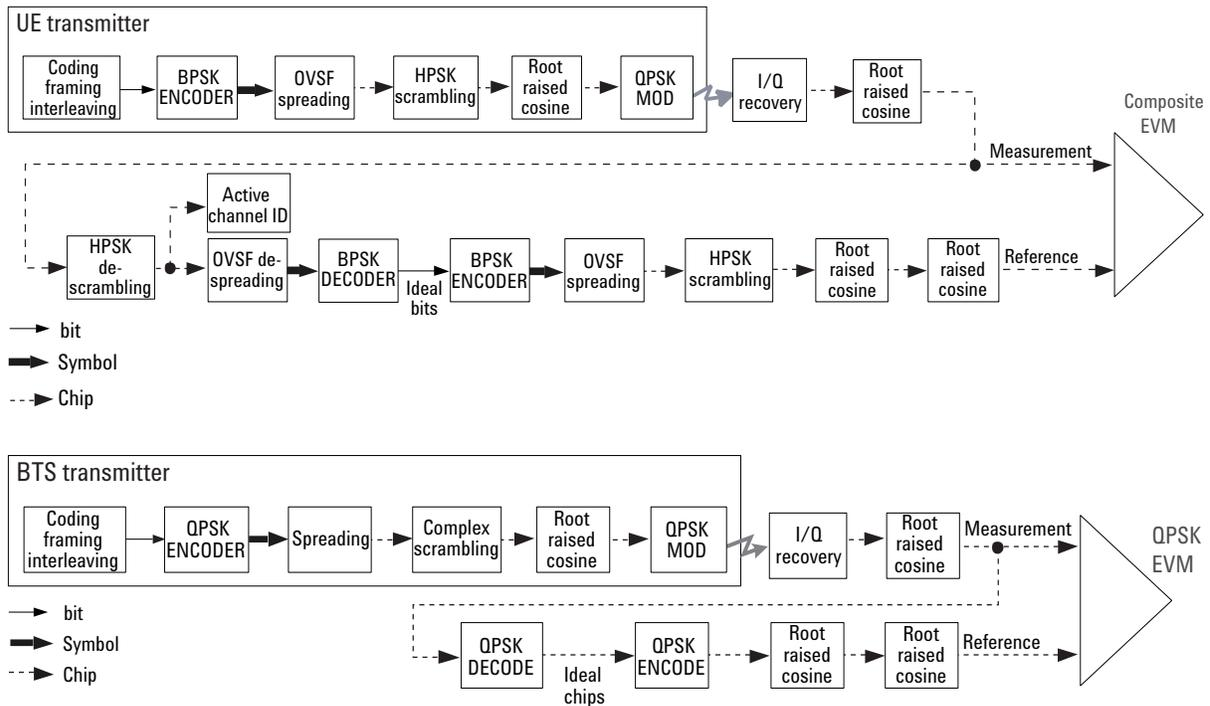 UE transmitter
Coding
framing
interleaving
BPSK
ENCODER
OVSF
spreading
HPSK
scrambling
Root
raised
cosine
QPSK
MOD
I/Q
recovery
Root
raised
cosine
Composite
EVM
Measurement
Active
channel ID
HPSK
de-
scrambling
OVSF de-
spreading
BPSK
DECODER
Ideal
bits
BPSK
ENCODER
OVSF
spreading
HPSK
scrambling
Root
raised
cosine
Root
raised
cosine
Reference
bit
Symbol
Chip
BTS transmitter
Coding
framing
interleaving
QPSK
ENCODER
Spreading
Complex
scrambling
Root
raised
cosine
QPSK
MOD
I/Q
recovery
Root
raised
cosine
Measurement
QPSK
EVM
bit
Symbol
Chip
QPSK
DECODE
Ideal
chips
QPSK
ENCODE
Root
raised
cosine
Root
raised
cosine
Reference